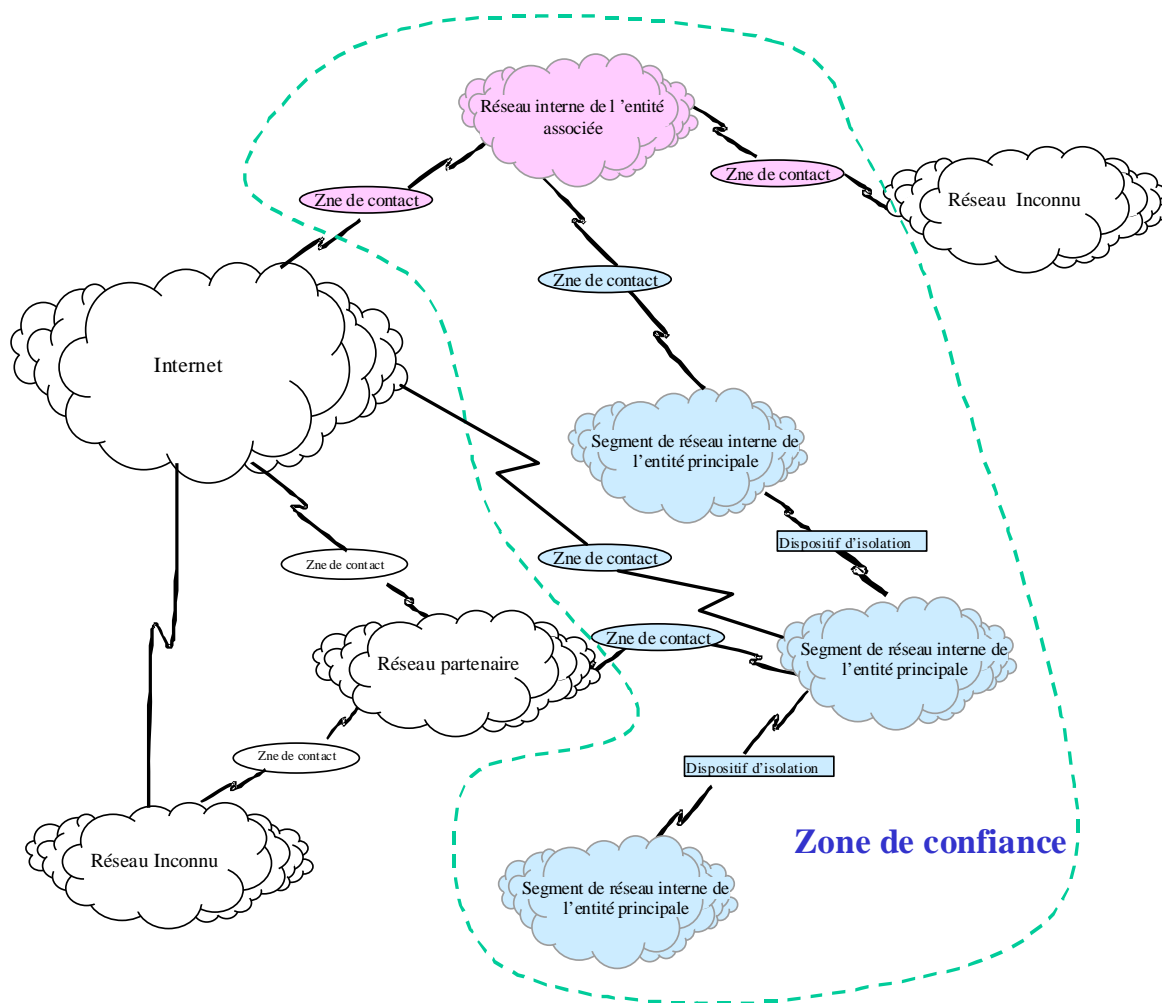 Réseau interne de l 'entité
associée
Zne de contact
Zne de contact
Réseau Inconnu
Zne de contact
Internet
Segment de réseau interne de
l'entité principale
Dispositif d'isolation
Zne de contact
Zne de contact
Zne de contact
Segment de réseau interne de
l'entité principale
Réseau partenaire
Zne de contact
Dispositif d'isolation
Zone de confiance
Réseau Inconnu
Segment de réseau interne de
l'entité principale